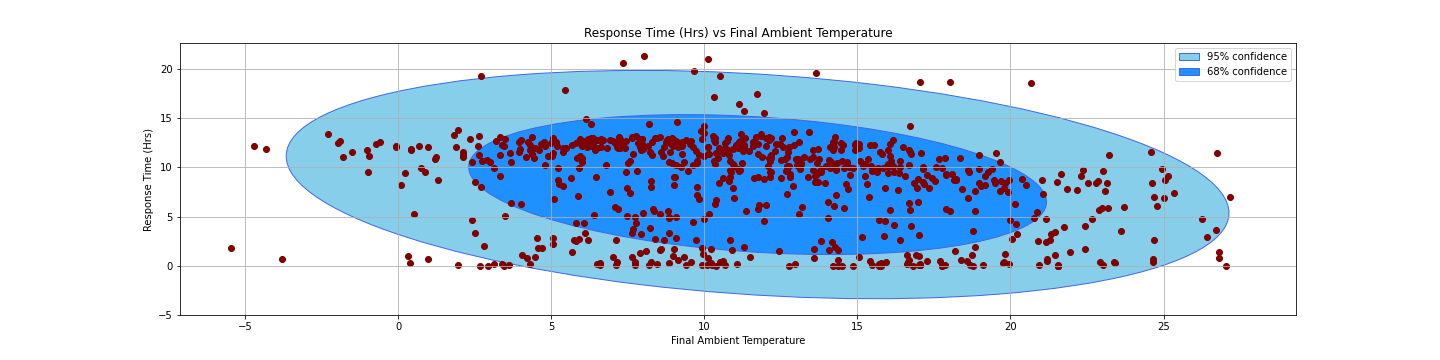 Response Time (Hrs) vs Final Ambient Temperature
95% confidence
68% confidence
Response Time (Hrs)
20
15
10
5
0
−5
−5
0
5
10
15
20
25
Final Ambient Temperature